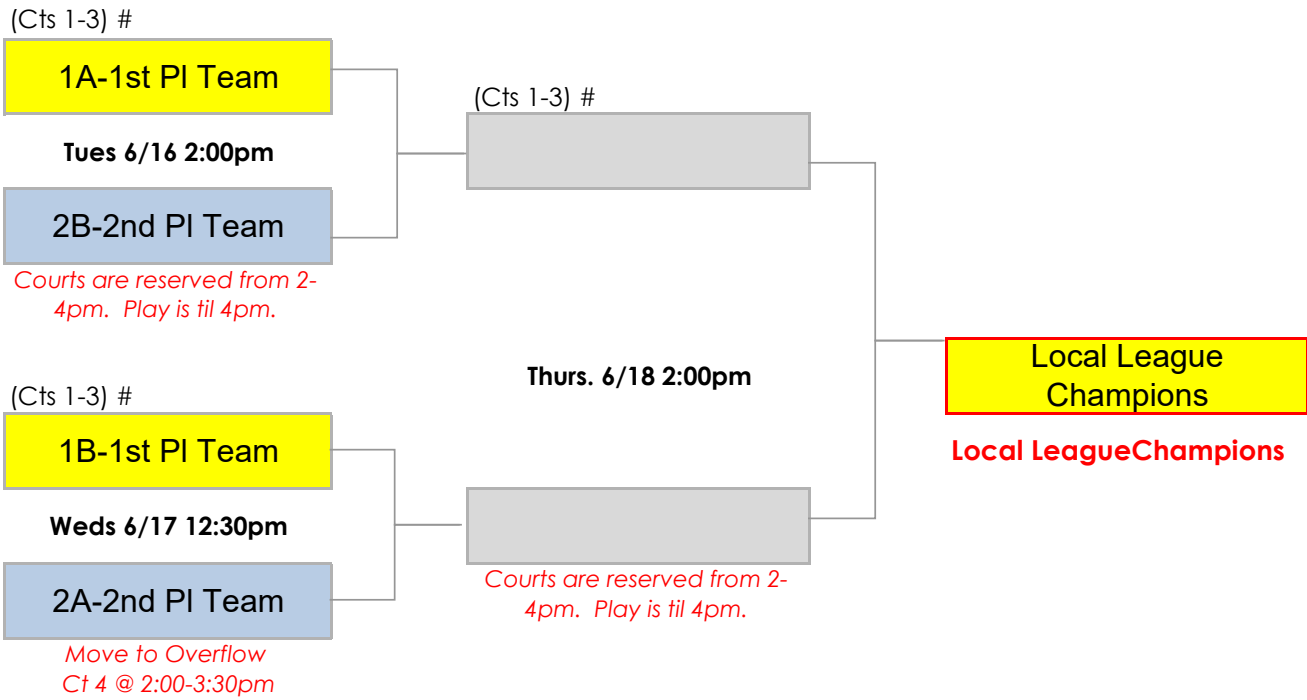 (Cts 1-3) #
1A-1st Pl Team
Tues 6/16 2:00pm
2B-2nd Pl Team
Courts are reserved from 2-
4pm.  Play is til 4pm.
(Cts 1-3) #
1B-1st Pl Team
Weds 6/17 12:30pm
2A-2nd Pl Team
Move to Overflow
Ct 4 @ 2:00-3:30pm
(Cts 1-3) #
Thurs. 6/18 2:00pm
Courts are reserved from 2-
4pm.  Play is til 4pm.
Local League
Champions
Local LeagueChampions